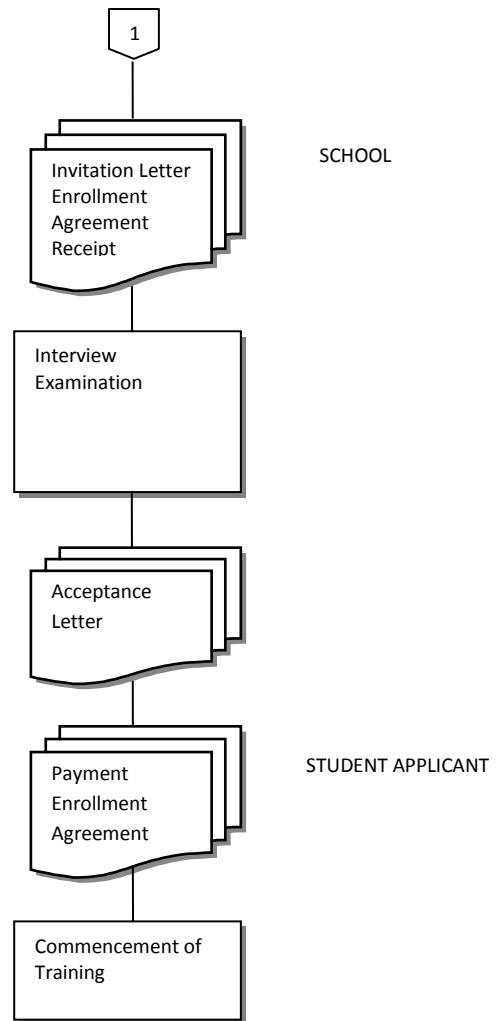 1
SCHOOL
Invitation Letter
Enrollment
Agreement
Receipt
Interview
Examination
Acceptance
Letter
STUDENT APPLICANT
Payment
Enrollment
Agreement
Commencement of
Training